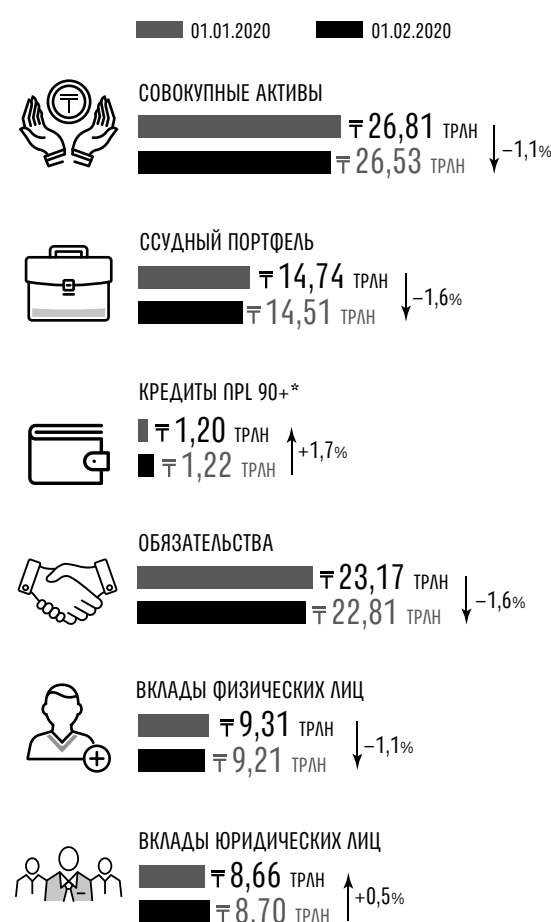 01.01.2020 01.02.2020
СОВОКУПНЫЕ АКТИВЫ
₸ 26,81 ТРЛН
₸ 26,53 ТРЛН
–1,1%
ССУДНЫЙ ПОРТФЕЛЬ
₸ 14,74 ТРЛН
₸ 14,51 ТРЛН
–1,6%
КРЕДИТЫ NPL 90+*
₸ 1,20 ТРЛН
₸ 1,22 ТРЛН
+1,7%
ОБЯЗАТЕЛЬСТВА
₸ 23,17 ТРЛН
₸ 22,81 ТРЛН
–1,6%
ВКЛАДЫ ФИЗИЧЕСКИХ ЛИЦ
₸ 9,31 ТРЛН
₸ 9,21 ТРЛН
–1,1%
ВКЛАДЫ ЮРИДИЧЕСКИХ ЛИЦ
₸ 8,66 ТРЛН
₸ 8,70 ТРЛН
+0,5%